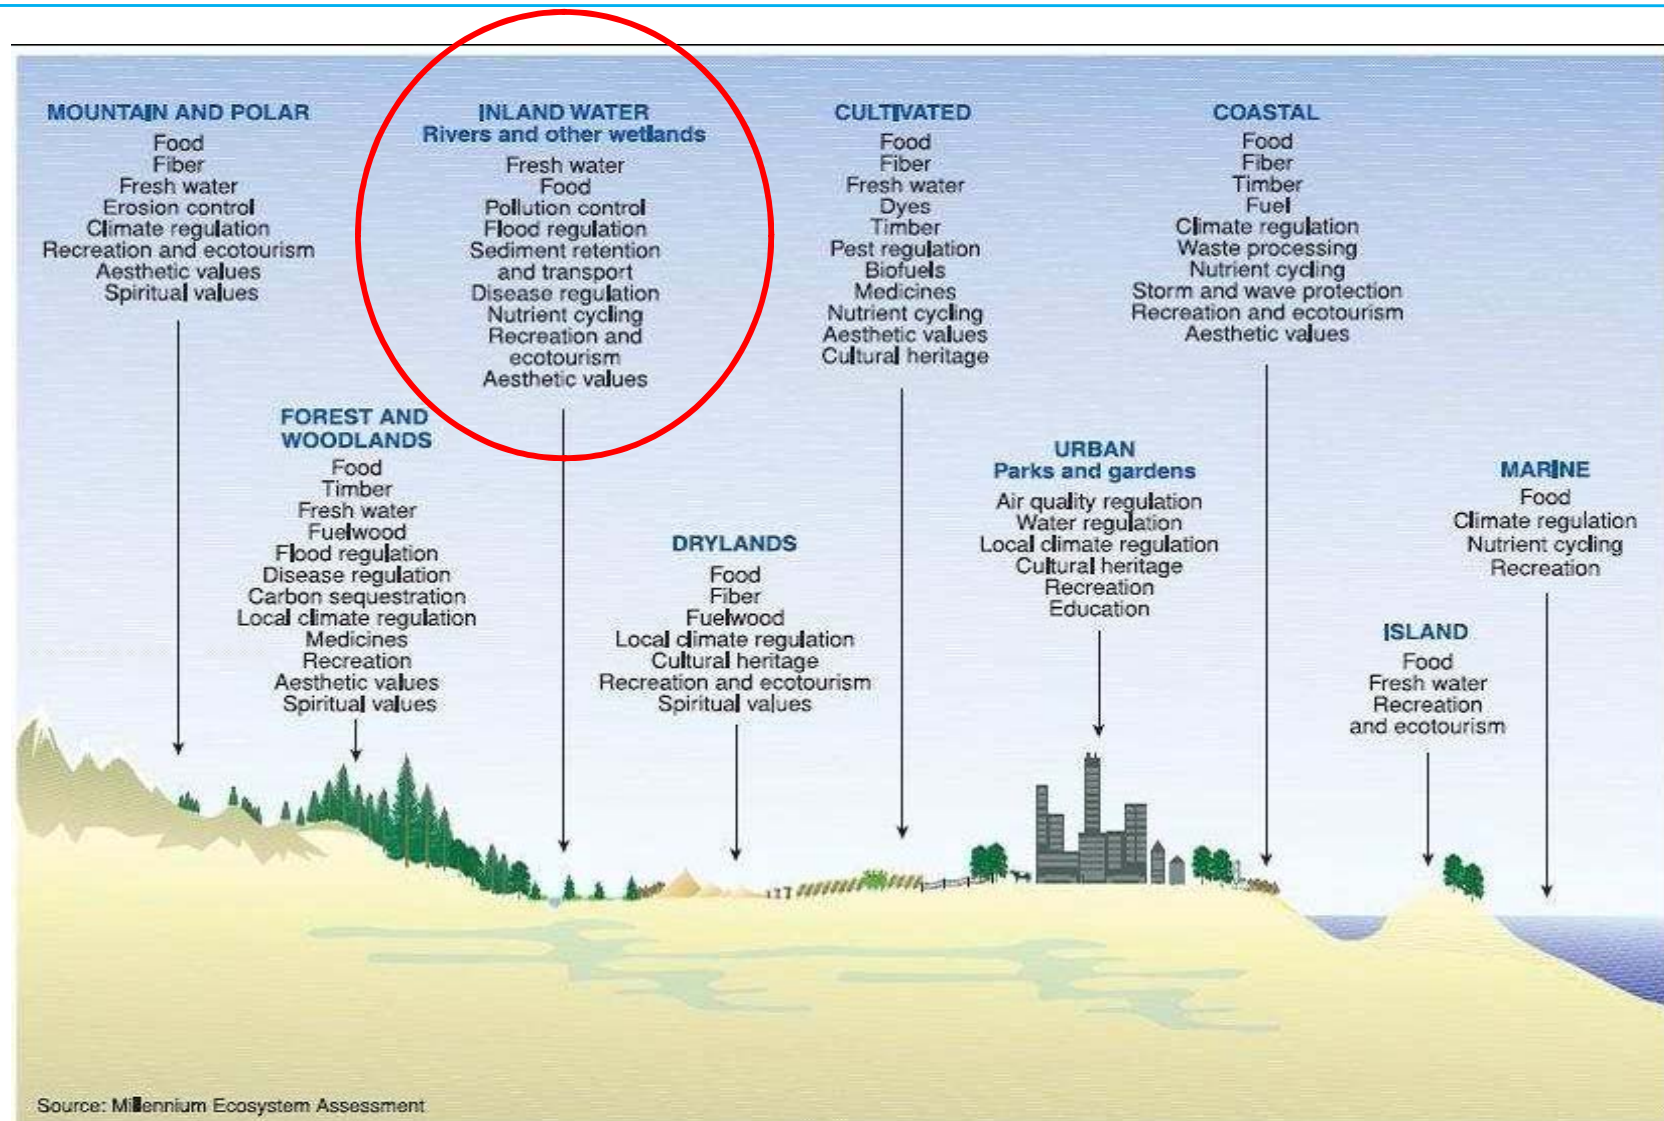 MOUNTAIN AND POLAR
Food
Fiber
Fresh water
Erosion control
Climate regulation
Recreation and ecotourism
Aesthetic values
Spiritual values
FOREST AND
WOODLANDS
Food
Timber
Fresh water
Fuelwood
Flood regulation
Disease regulation
Carbon sequestration
Local climate regulation
Medicines
Recreation
Aesthetic values
Spiritual values
INLAND WATER
Rivers and other wetlands
Fresh water
Food
Pollution control
Flood regulation
Sediment retention
and transport
Disease regulation
Nutrient cycling
Recreation and
ecotourism
Aesthetic values
DRYLANDS
Food
Fiber
Fuelwood
Local climate regulation
Cultural heritage
Recreation and ecotourism
Spiritual values
CULTIVATED
Food
Fiber
Fresh water
Dyes
Timber
Pest regulation
Biofuels
Medicines
Nutrient cycling
Aesthetic values
Cultural heritage
URBAN
Parks and gardens
Air quality regulation
Water regulation
Local climate regulation
Cultural heritage
Recreation
Education
COASTAL
Food
Fiber
Timber
Fuel
Climate regulation
Waste processing
Nutrient cycling
Storm and wave protection
Recreation and ecotourism
Aesthetic values
ISLAND
Food
Fresh water
Recreation
and ecotourism
MARINE
Food
Climate regulation
Nutrient cycling
Recreation
Source: Millennium Ecosystem Assessment